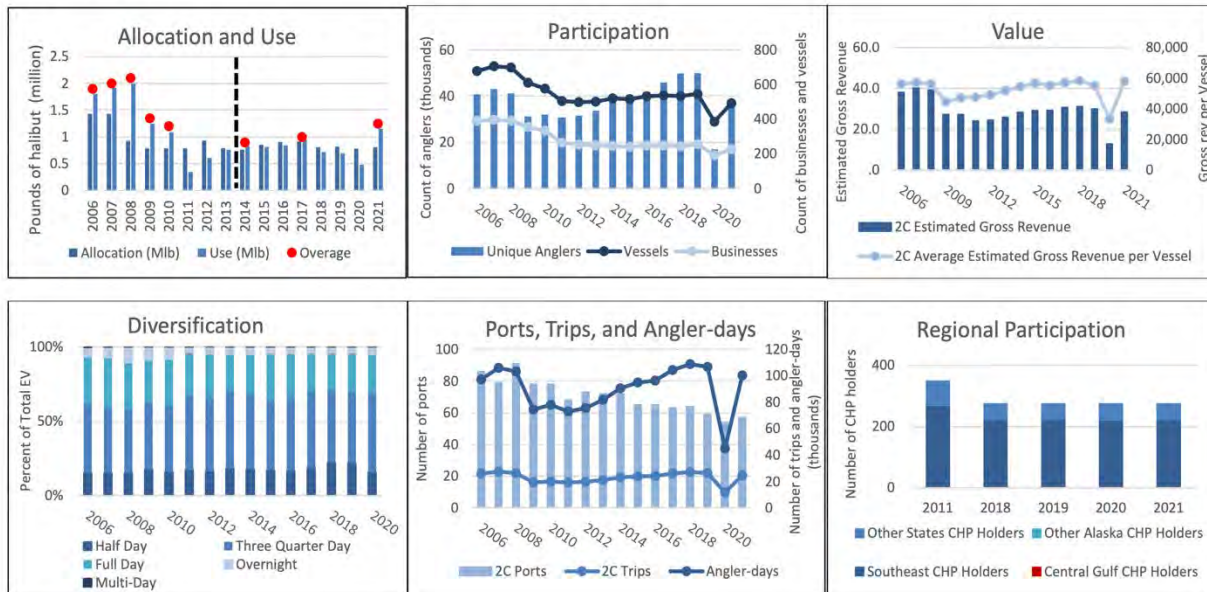 Allocation and Use
Pounds of halibut (million)
2.5
2
1.5
1
0.5
0
2006 2007 2008 2009 2010 2011 2012 2013 2014 2015 2016 2017 2018 2019 2020 2021
Allocation (Mlb) Use (Mlb) Overage
Participation
Count of anglers (thousands)
60
40
20
0
800
600
400
200
0
Count of businesses and vessels
2006 2008 2010 2012 2014 2016 2018 2020
Unique Anglers Vessels Businesses
Value
Estimated Gross Revenue
60.0
40.0
20.0
.0
80,000
60,000
40,000
20,000
0
Gross rev per Vessel
2006 2009 2012 2015 2018 2021
2C Estimated Gross Revenue
2C Average Estimated Gross Revenue per Vessel
Diversification
Percent of Total EV
100%
50%
0%
2006 2008 2010 2012 2014 2016 2018 2020
Half Day Three Quarter Day
Full Day Overnight
Multi-Day
Ports, Trips, and Angler-days
Number of ports
100
80
60
40
20
0
120
100
80
60
40
20
0
Number of trips and angler-days
(thousands)
2006 2008 2010 2012 2014 2016 2018 2020
2C Ports 2C Trips Angler-days
Regional Participation
Number of CHP holders
400
200
0
2011 2018 2019 2020 2021
Other States CHP Holders Other Alaska CHP Holders
Southeast CHP Holders Central Gulf CHP Holders